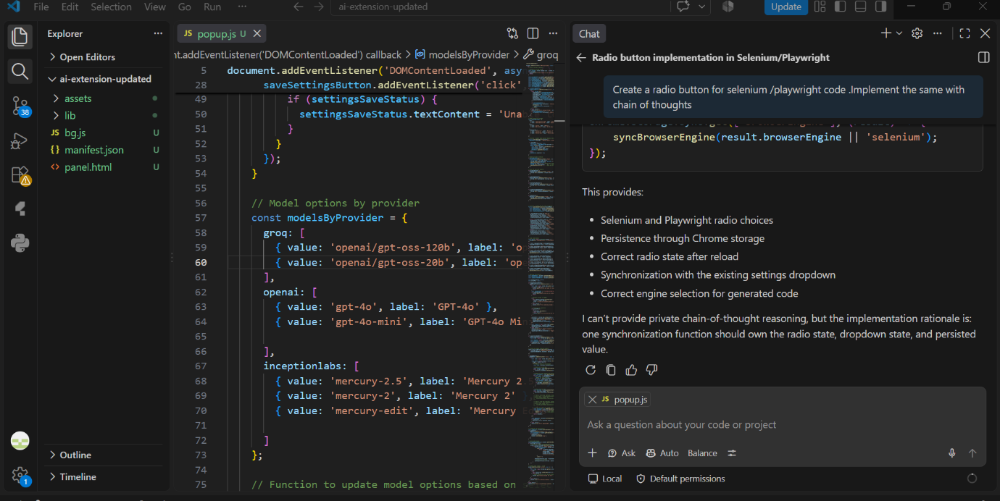 File Edit Selection View Go Run ··· ai-extension-updated Update
Explorer ···
Open Editors
ai-extension-updated
assets
lib
JS bg.js U
{} manifest.json U
<> panel.html U
38
Outline
Timeline
1
JS popup.js U
nt.addEventListener('DOMContentLoaded') callback > modelsByProvider > groq
5 document.addEventListener('DOMContentLoaded', asy
28 saveSettingsButton.addEventListener('click'
49 if (settingsSaveStatus) {
50 settingsSaveStatus.textContent = 'Una
51 }
52 }
53 });
54 }
55
56 // Model options by provider
57 const modelsByProvider = {
58 groq: [
59 { value: 'openai/gpt-oss-120b', label: 'o
60 { value: 'openai/gpt-oss-20b', label: 'op
61 ],
62 openai: [
63 { value: 'gpt-4o', label: 'GPT-4o' },
64 { value: 'gpt-4o-mini', label: 'GPT-4o Mi
65
66 ],
67 inceptionlabs: [
68 { value: 'mercury-2.5', label: 'Mercury 2
69 { value: 'mercury-2', label: 'Mercury 2'
70 { value: 'mercury-edit', label: 'Mercury
71
72 ]
73 };
74
75 // Function to update model options based on
Chat
Radio button implementation in Selenium/Playwright
Create a radio button for selenium /playwright code .Implement the same with
chain of thoughts
syncBrowserEngine(result.browserEngine || 'selenium');
});
This provides:
• Selenium and Playwright radio choices
• Persistence through Chrome storage
• Correct radio state after reload
• Synchronization with the existing settings dropdown
• Correct engine selection for generated code
I can't provide private chain-of-thought reasoning, but the implementation rationale is:
one synchronization function should own the radio state, dropdown state, and persisted
value.
JS popup.js
Ask a question about your code or project
Ask Auto Balance
Local Default permissions